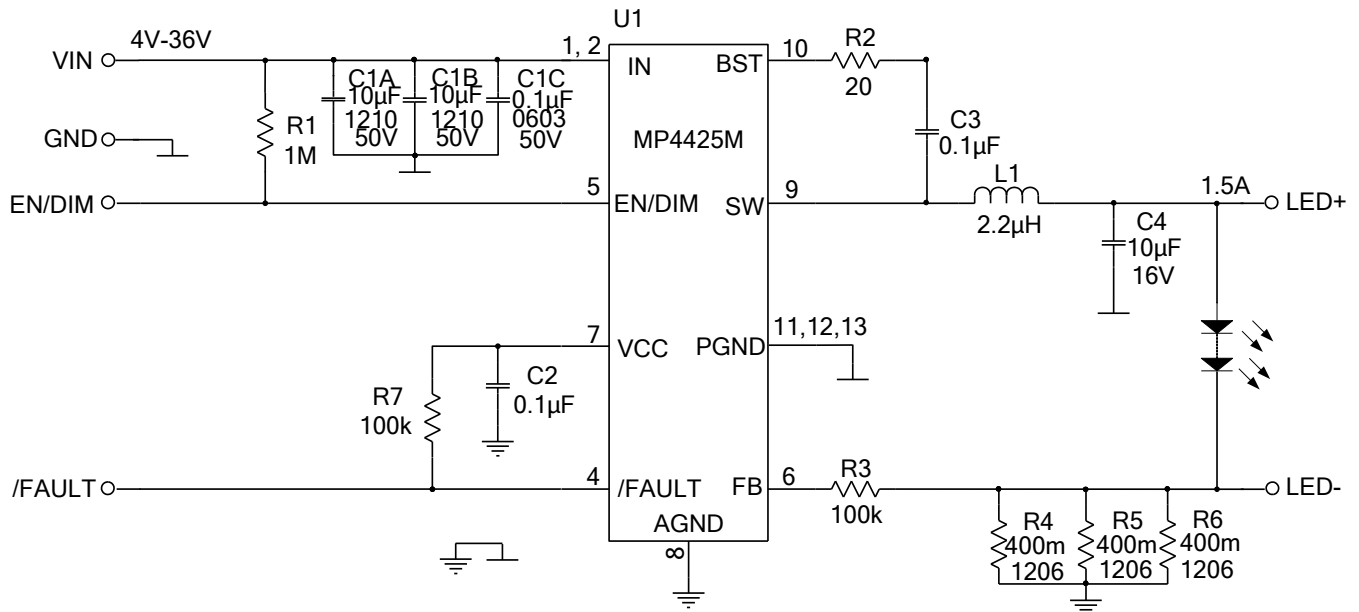 U1
4V-36V
VIN
1, 2
IN
BST
10
R2
20
C1A
10µF
1210
50V
C1B
10µF
1210
50V
C1C
0.1µF
0603
50V
R1
1M
GND
MP4425M
C3
0.1µF
EN/DIM
5
EN/DIM
SW
9
L1
2.2µH
1.5A
LED+
C4
10µF
16V
7
VCC
PGND
11,12,13
C2
0.1µF
R7
100k
/FAULT
4
/FAULT
FB
6
R3
100k
LED-
AGND
8
R4
400m
1206
R5
400m
1206
R6
400m
1206